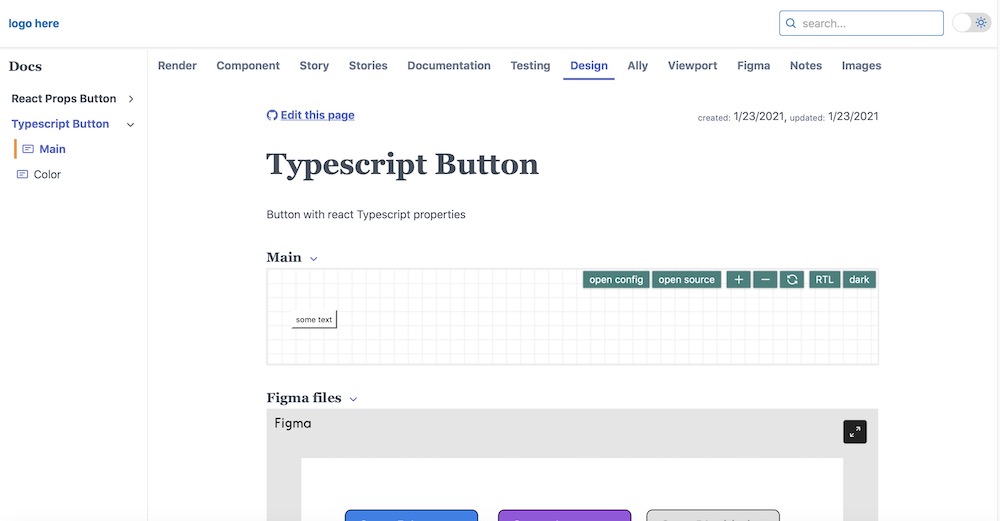 logo here
search...
Docs
Render Component Story Stories Documentation Testing Design Ally Viewport Figma Notes Images
React Props Button
Typescript Button
Main
Color
Edit this page
created: 1/23/2021, updated: 1/23/2021
Typescript Button
Button with react Typescript properties
Main
open config open source + − RTL dark
some text
Figma files
Figma